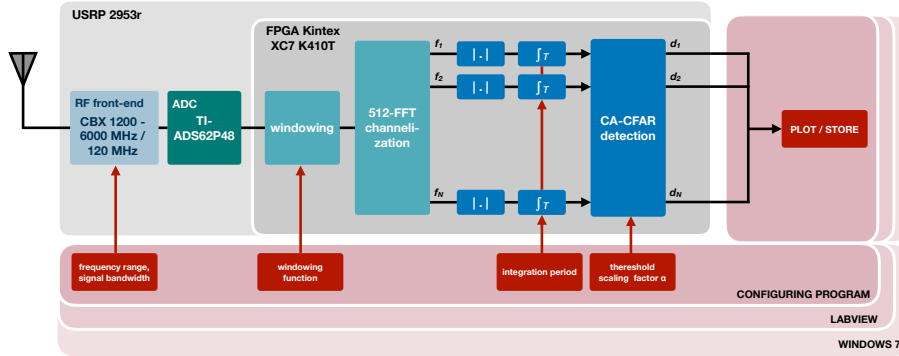 USRP 2953r
FPGA Kintex
XC7 K410T
RF front-end
CBX 1200 -
6000 MHz /
120 MHz
ADC
TI-
ADS62P48
windowing
512-FFT
channeli-
zation
f1
f2
fN
| . |
| . |
| . |
∫T
∫T
∫T
CA-CFAR
detection
d1
d2
dN
PLOT / STORE
frequency range,
signal bandwidth
windowing
function
integration period
thereshold
scaling factor α
CONFIGURING PROGRAM
LABVIEW
WINDOWS 7